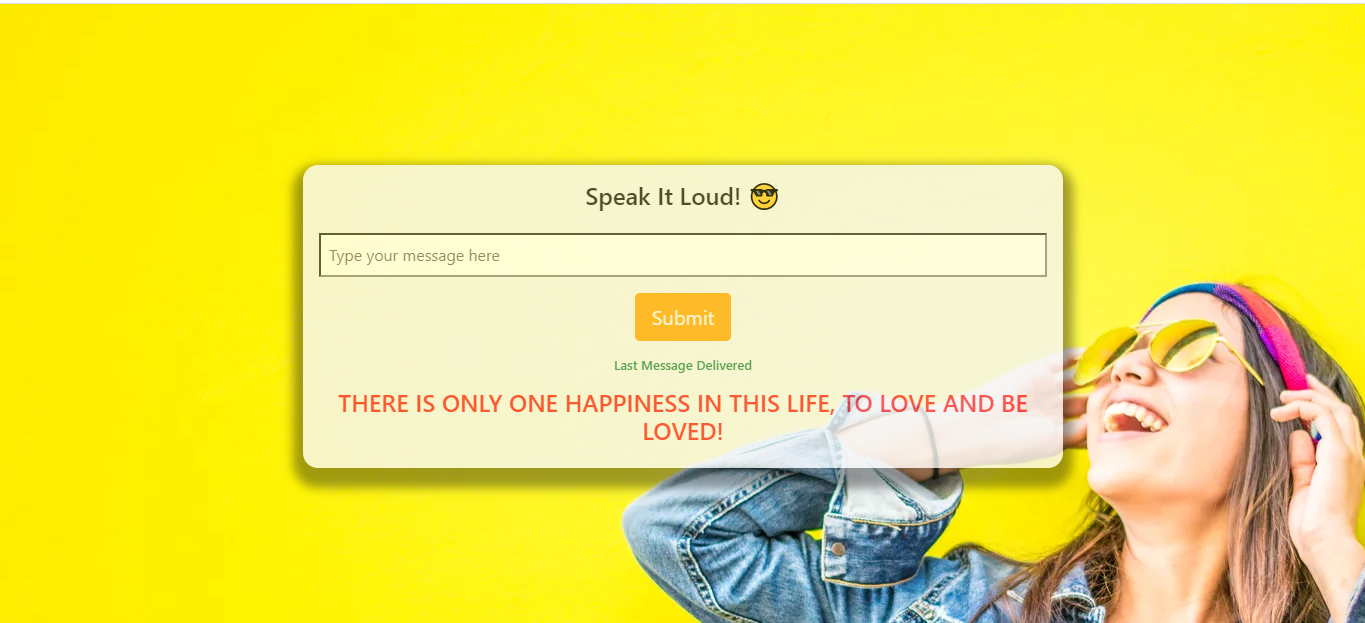 Speak It Loud! 😎
Type your message here
Submit
Last Message Delivered
THERE IS ONLY ONE HAPPINESS IN THIS LIFE, TO LOVE AND BE
LOVED!